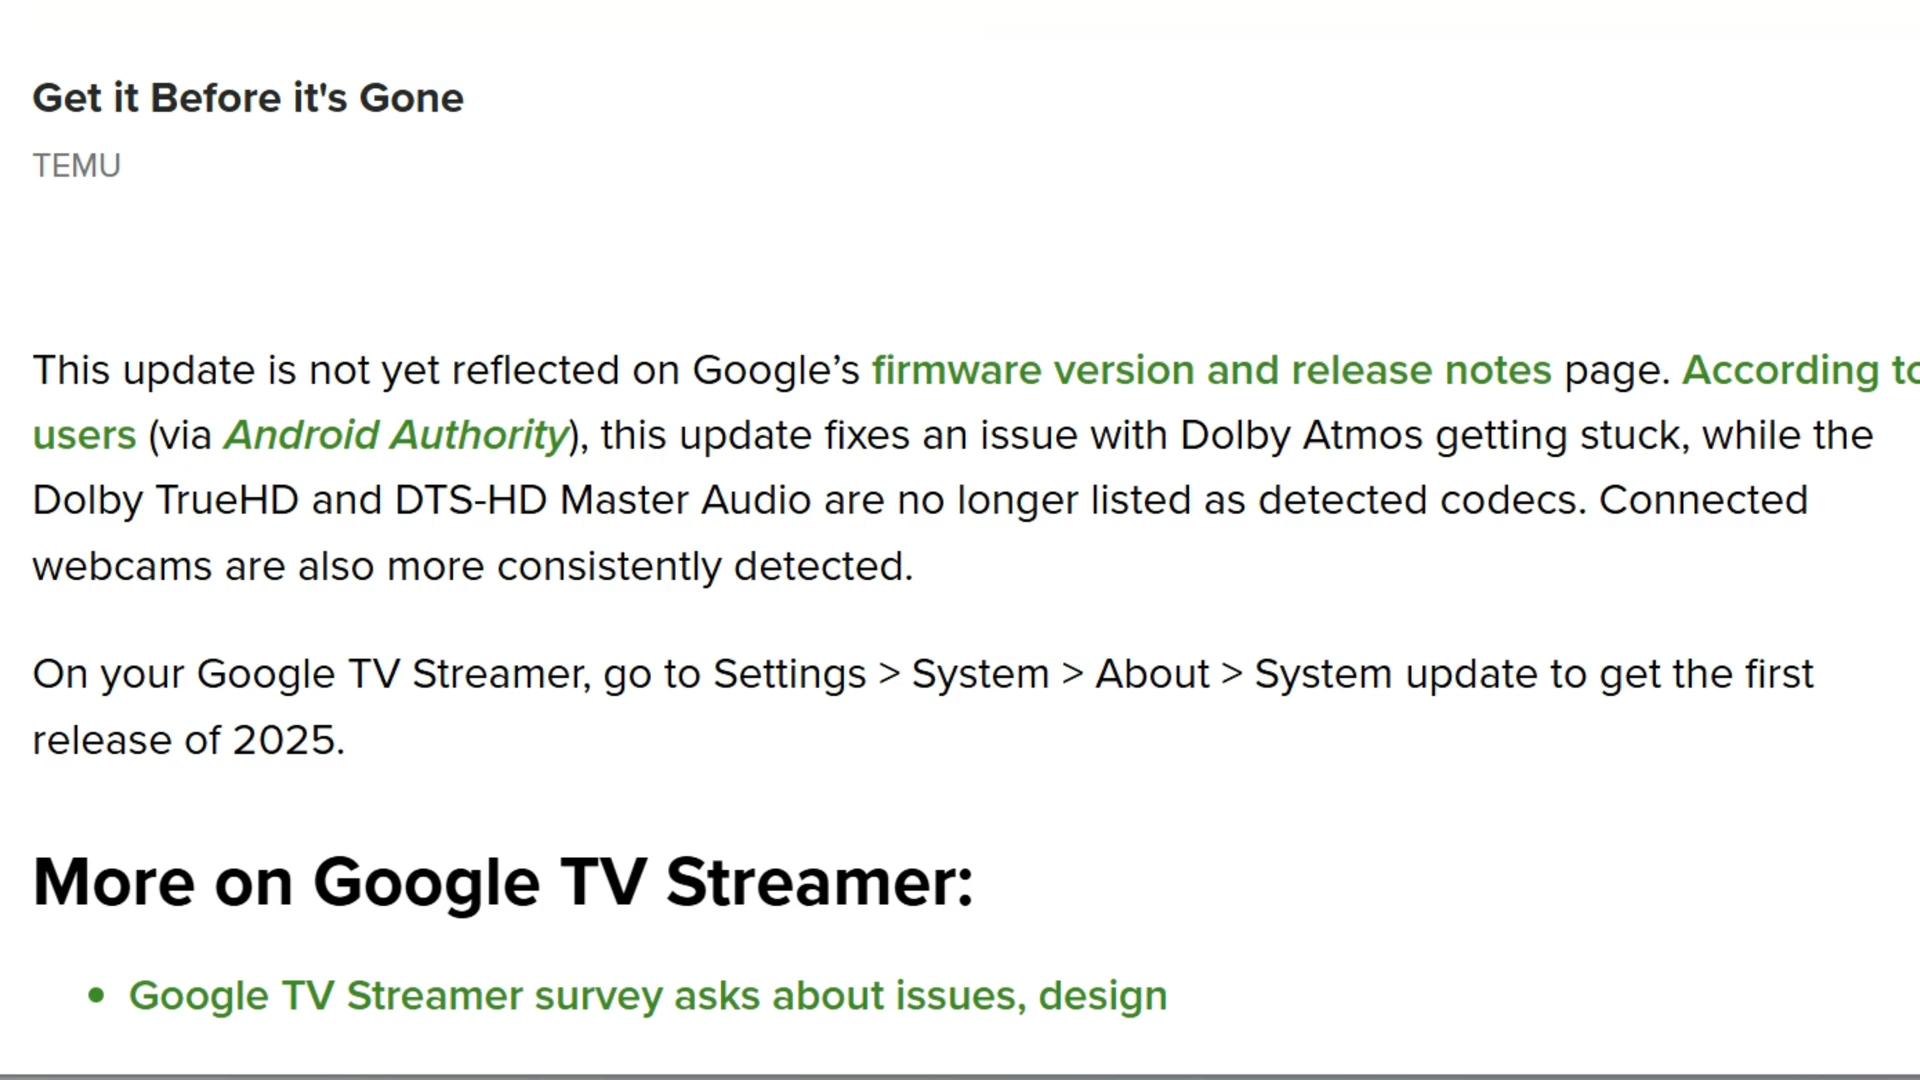 Get it Before it's Gone
TEMU
This update is not yet reflected on Google’s firmware version and release notes page. According to
users (via Android Authority), this update fixes an issue with Dolby Atmos getting stuck, while the
Dolby TrueHD and DTS-HD Master Audio are no longer listed as detected codecs. Connected
webcams are also more consistently detected.
On your Google TV Streamer, go to Settings > System > About > System update to get the first
release of 2025.
More on Google TV Streamer:
• Google TV Streamer survey asks about issues, design